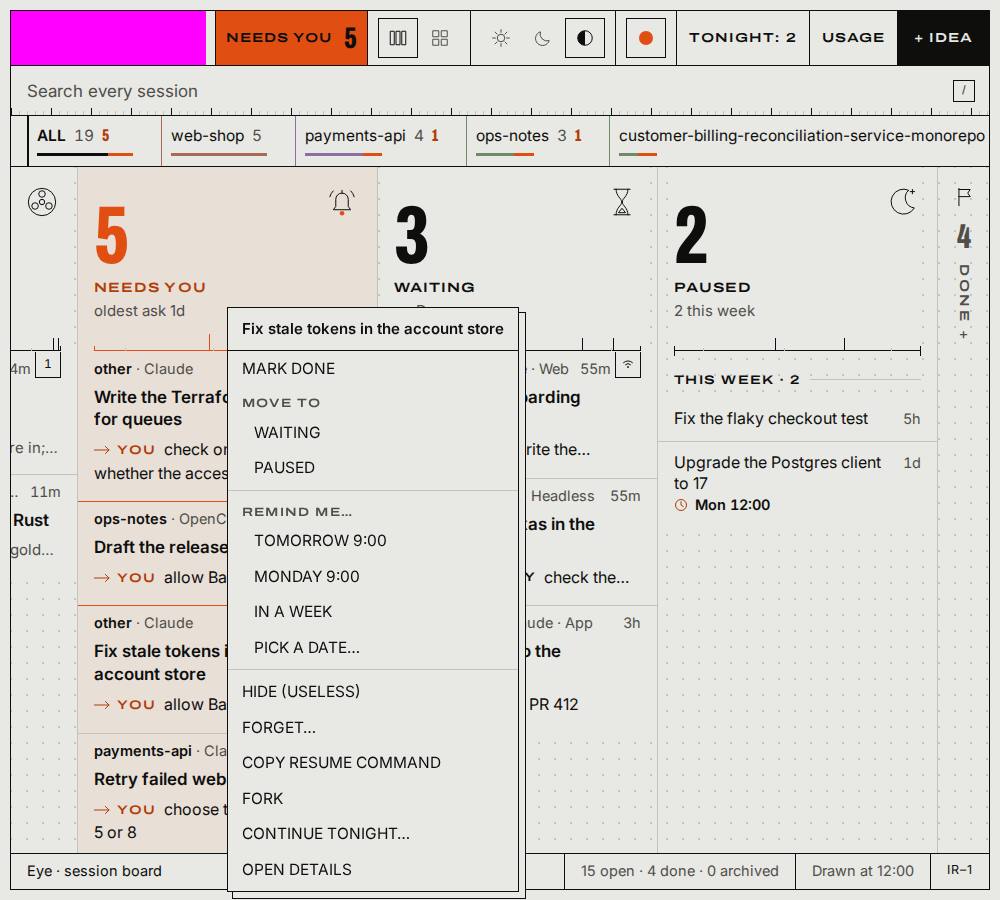 NEEDS YOU 5
TONIGHT: 2
USAGE
+ IDEA
Search every session
/
ALL 19 5
web-shop 5
payments-api 4 1
ops-notes 3 1
customer-billing-reconciliation-service-monorepo
4m 1
re in;...
.. 11m
Rust
gold...
5
NEEDS YOU
oldest ask 1d
other · Claude
Write the Terrafo
for queues
→ YOU check or
whether the acces
ops-notes · OpenC
Draft the release
→ YOU allow Ba
other · Claude
Fix stale tokens i
account store
→ YOU allow Ba
payments-api · Cla
Retry failed web
→ YOU choose t
5 or 8
Fix stale tokens in the account store
MARK DONE
MOVE TO
WAITING
PAUSED
REMIND ME...
TOMORROW 9:00
MONDAY 9:00
IN A WEEK
PICK A DATE...
HIDE (USELESS)
FORGET...
COPY RESUME COMMAND
FORK
CONTINUE TONIGHT...
OPEN DETAILS
3
WAITING
· Web 55m
arding
rite the...
Headless 55m
as in the
Y check the...
ude · App 3h
o the
PR 412
2
PAUSED
2 this week
THIS WEEK · 2
Fix the flaky checkout test 5h
Upgrade the Postgres client 1d
to 17
Mon 12:00
4 DONE +
Eye · session board
15 open · 4 done · 0 archived
Drawn at 12:00
IR–1